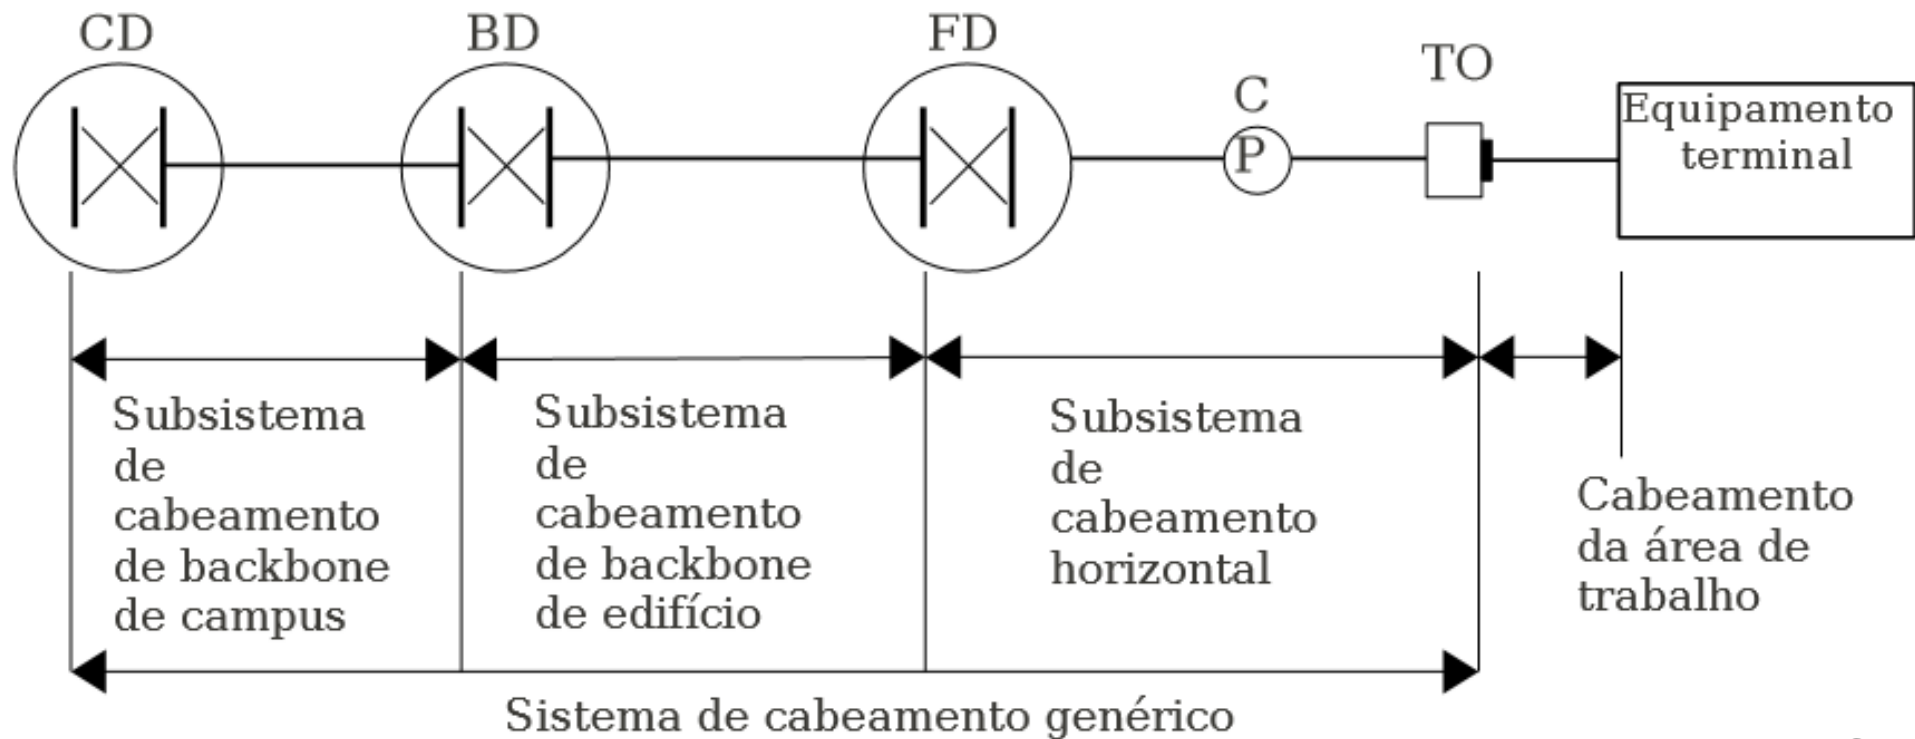 CD
BD
FD
C
P
TO
Equipamento
terminal
Subsistema
de
cabeamento
de backbone
de campus
Subsistema
de
cabeamento
de backbone
de edifício
Subsistema
de
cabeamento
horizontal
Cabeamento
da área de
trabalho
Sistema de cabeamento genérico